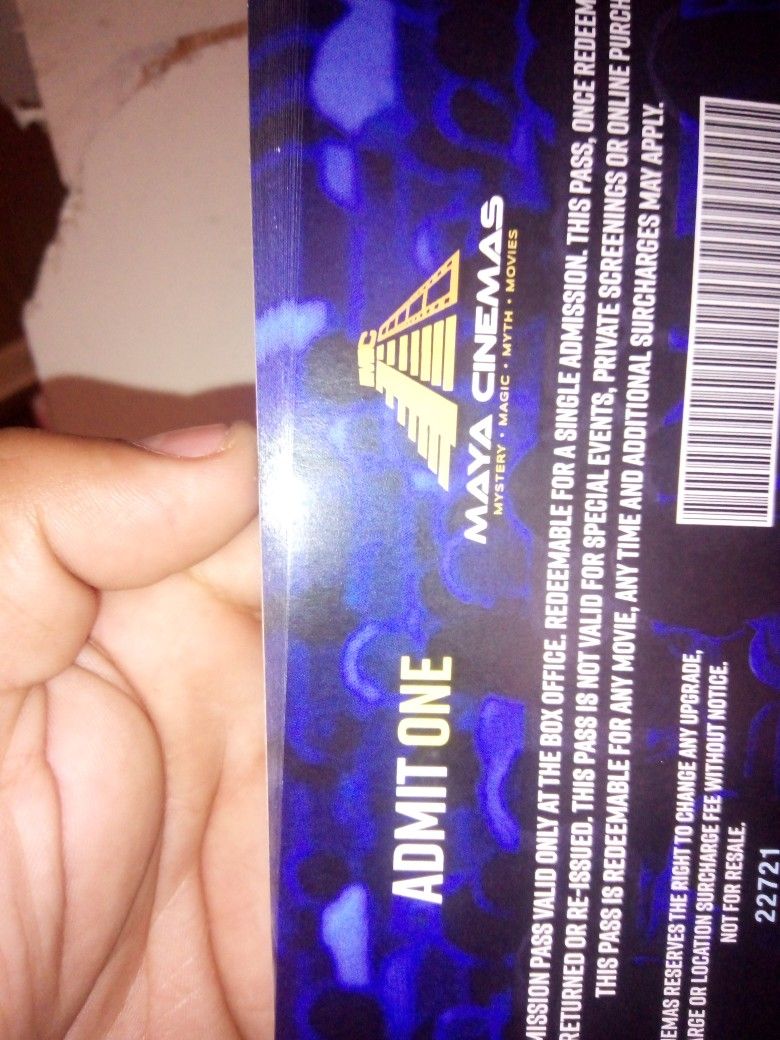 MC
MAYA CINEMAS
MYSTERY • MAGIC • MYTH • MOVIES
ADMIT ONE
PASS VALID ONLY AT THE BOX OFFICE. REDEEMABLE FOR A SINGLE ADMISSION. THIS PASS, ONCE
RETURNED OR RE-ISSUED. THIS PASS IS NOT VALID FOR SPECIAL EVENTS, PRIVATE SCREENINGS OR ONLINE PURCH
THIS PASS IS REDEEMABLE FOR ANY MOVIE, ANY TIME AND ADDITIONAL SURCHARGES MAY APPLY.
EMAS RESERVES THE RIGHT TO CHANGE ANY UPGRADE,
ARGE OR LOCATION SURCHARGE FEE WITHOUT NOTICE.
NOT FOR RESALE.
22721